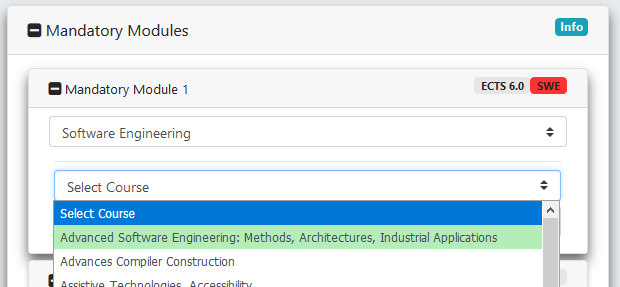 Mandatory Modules
Info
Mandatory Module 1
ECTS 6.0
SWE
Software Engineering
Select Course
Select Course
Advanced Software Engineering: Methods, Architectures, Industrial Applications
Advances Compiler Construction
Assistive Technologies, Accessibility